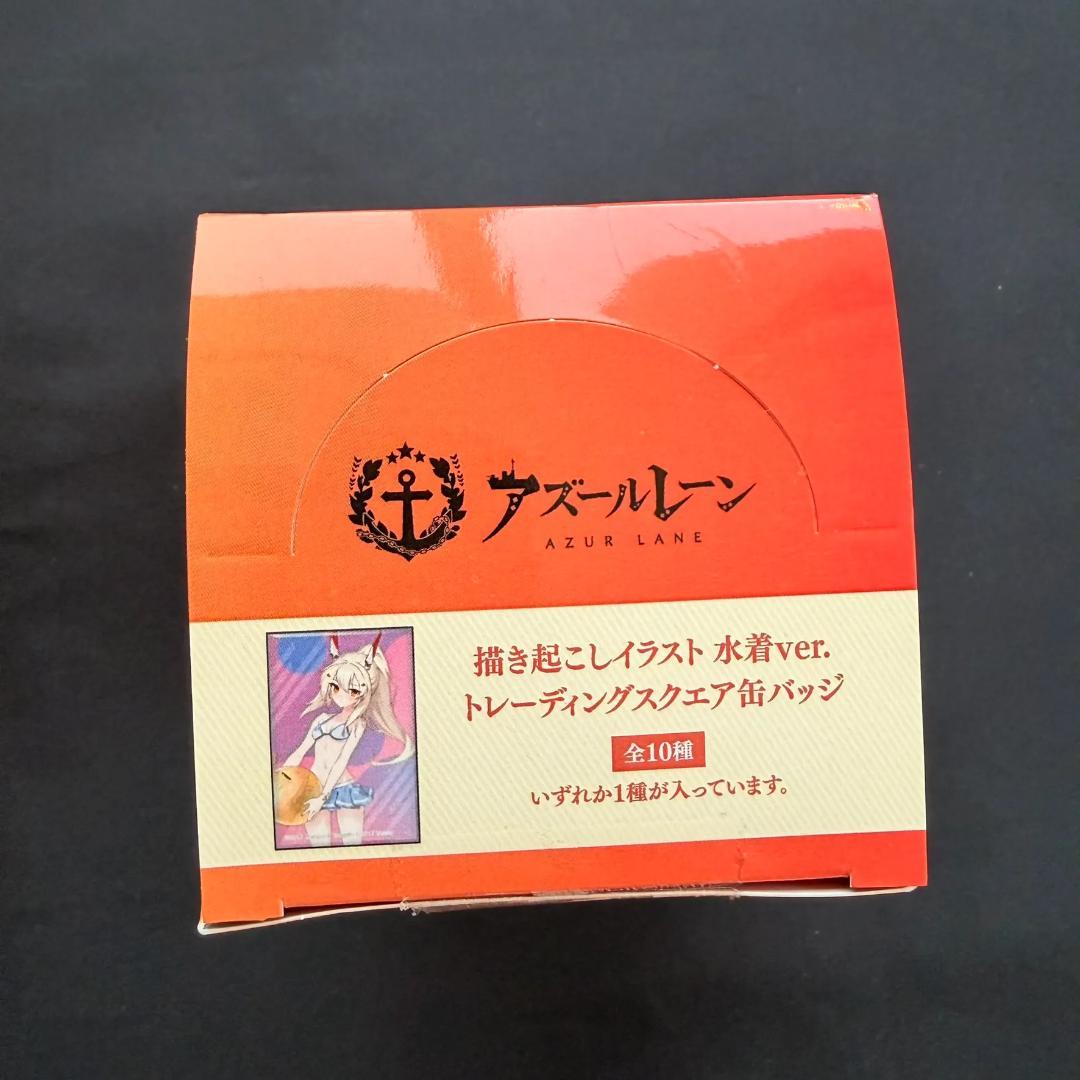 アズールレーン
AZUR LANE
描き起こしイラスト 水着ver.
トレーディングスクエア缶バッジ
全10種
いずれか1種が入っています。